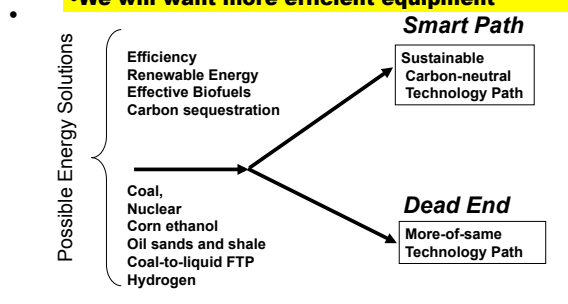 •We will want more efficient equipment
•
Smart Path
Possible Energy Solutions
Efficiency
Renewable Energy
Effective Biofuels
Carbon sequestration
Sustainable
Carbon-neutral
Technology Path
Coal,
Nuclear
Corn ethanol
Oil sands and shale
Coal-to-liquid FTP
Hydrogen
Dead End
More-of-same
Technology Path